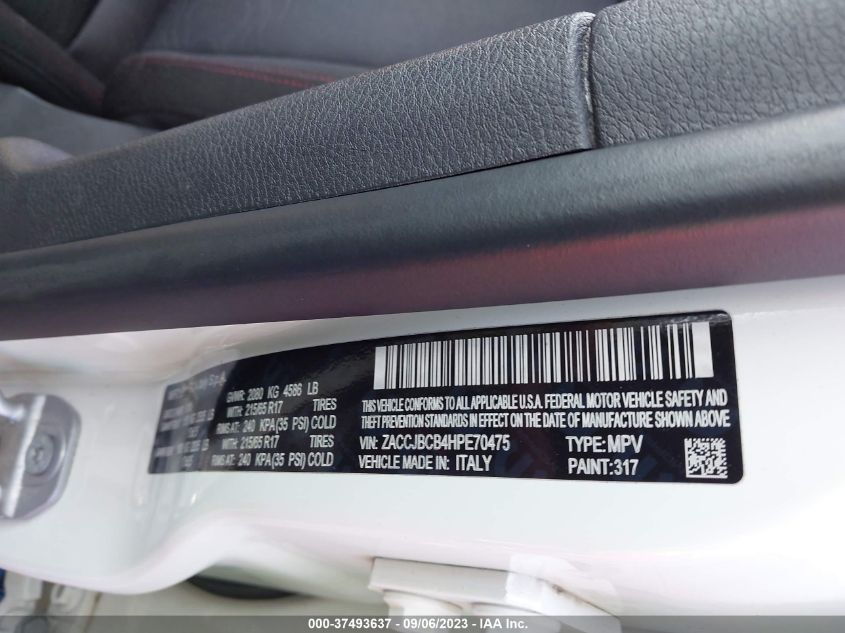 GVWR: 2080 KG 4586 LB
WITH 215/65 R17 TIRES
RIMS AT: 240 KPA (35 PSI) COLD
WITH: 215/65 R17 TIRES
RIMS AT: 240 KPA (35 PSI) COLD
THIS VEHICLE CONFORMS TO ALL APPLICABLE U.S.A. FEDERAL MOTOR VEHICLE SAFETY AND
THEFT PREVENTION STANDARDS IN EFFECT ON THE DATE OF MANUFACTURE SHOWN ABOVE
VIN: ZACCJBCB4HPE70475 TYPE: MPV
VEHICLE MADE IN: ITALY PAINT: 317
000-37493637 - 09/06/2023 - IAA Inc.